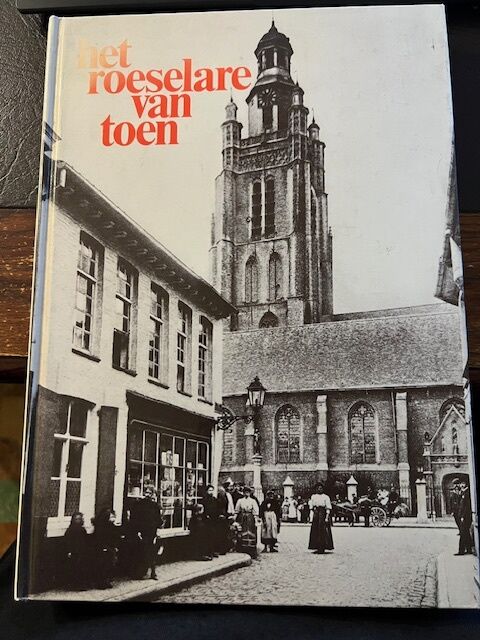 het
roeselare
van
toen